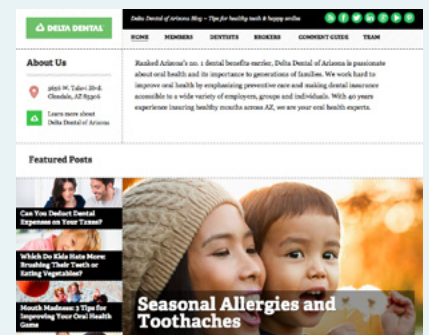 DELTA DENTAL
Delta Dental of Arizona Blog – Tips for healthy teeth & happy smiles
HOME MEMBERS DENTISTS BROKERS COMMENT GUIDE TEAM
About Us
5656 W. Talavi Blvd.
Glendale, AZ 85306
Learn more about
Delta Dental of Arizona
Ranked Arizona's no. 1 dental benefits carrier, Delta Dental of Arizona is passionate
about oral health and its importance to generations of families. We work hard to
improve oral health by emphasizing preventive care and making dental insurance
accessible to a wide variety of employers, groups and individuals. With 40 years
experience insuring healthy mouths across AZ, we are your oral health experts.
Featured Posts
Can You Deduct Dental
Expenses on Your Taxes?
Which Do Kids Hate More:
Brushing Their Teeth or
Eating Vegetables?
Mouth Madness: 3 Tips for
Improving Your Oral Health
Game
Seasonal Allergies and
Toothaches